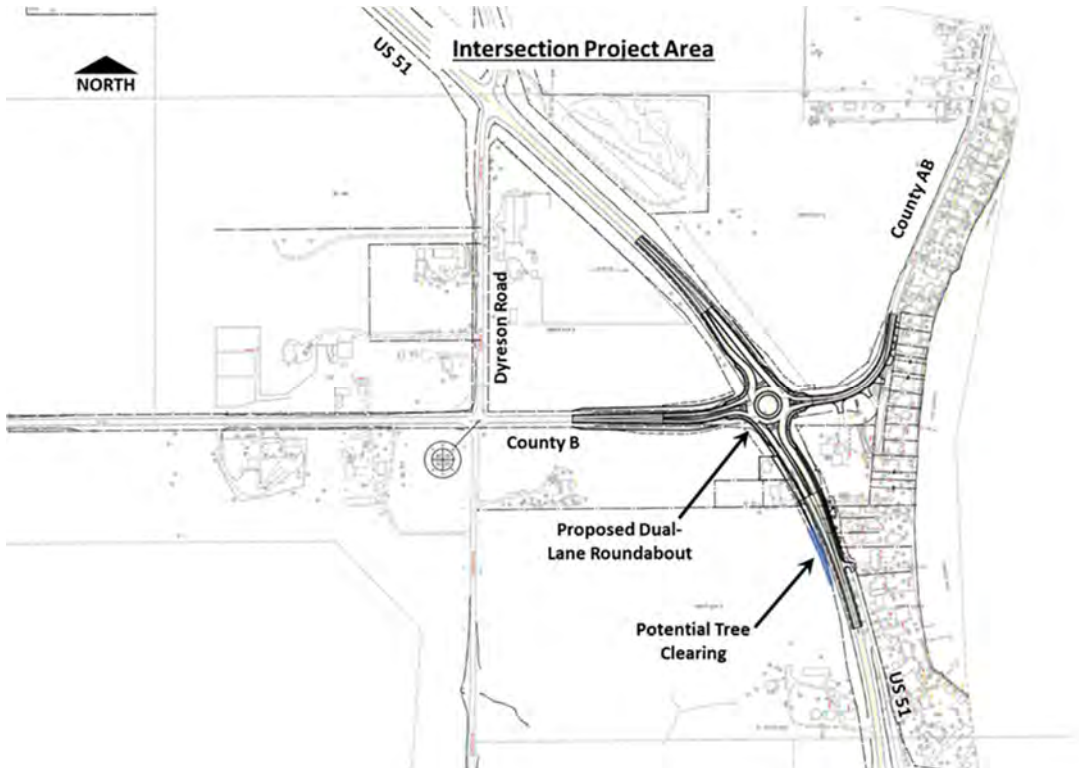 Intersection Project Area
US 51
NORTH
County AB
Dyreson Road
County B
Proposed Dual-
Lane Roundabout
Potential Tree
Clearing
US 51